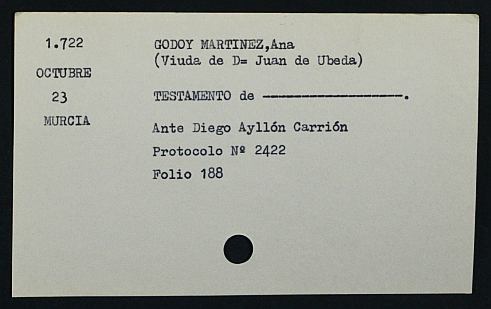 1.722
OCTUBRE
23
MURCIA
GODOY MARTINEZ,Ana
(Viuda de D= Juan de Ubeda)
TESTAMENTO de ------------------.
Ante Diego Ayllón Carrión
Protocolo Nº 2422
Folio 188